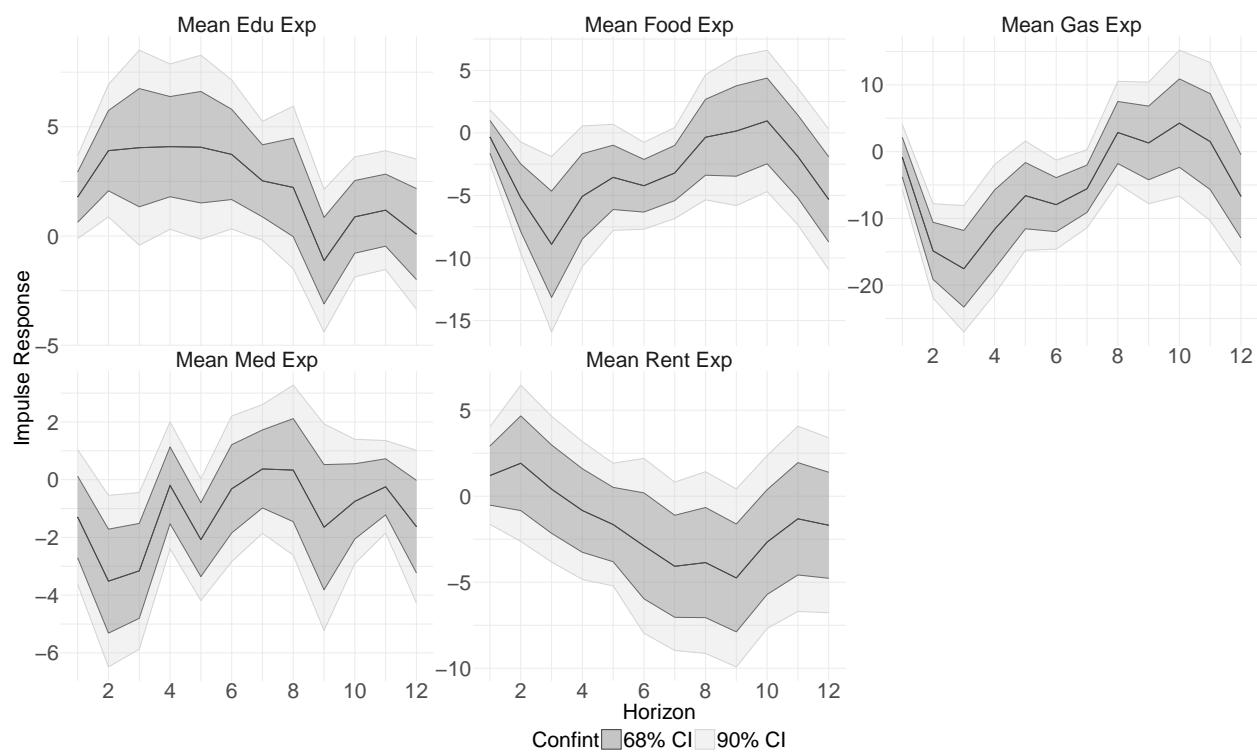 Mean Edu Exp
Mean Food Exp
Mean Gas Exp
5
0
−5
5
0
−5
−10
−15
10
0
−10
−20
2 4 6 8 10 12
Impulse Response
Mean Med Exp
Mean Rent Exp
2
0
−2
−4
−6
5
0
−5
−10
2 4 6 8 10 12
2 4 6 8 10 12
Horizon
Confint 68% CI 90% CI